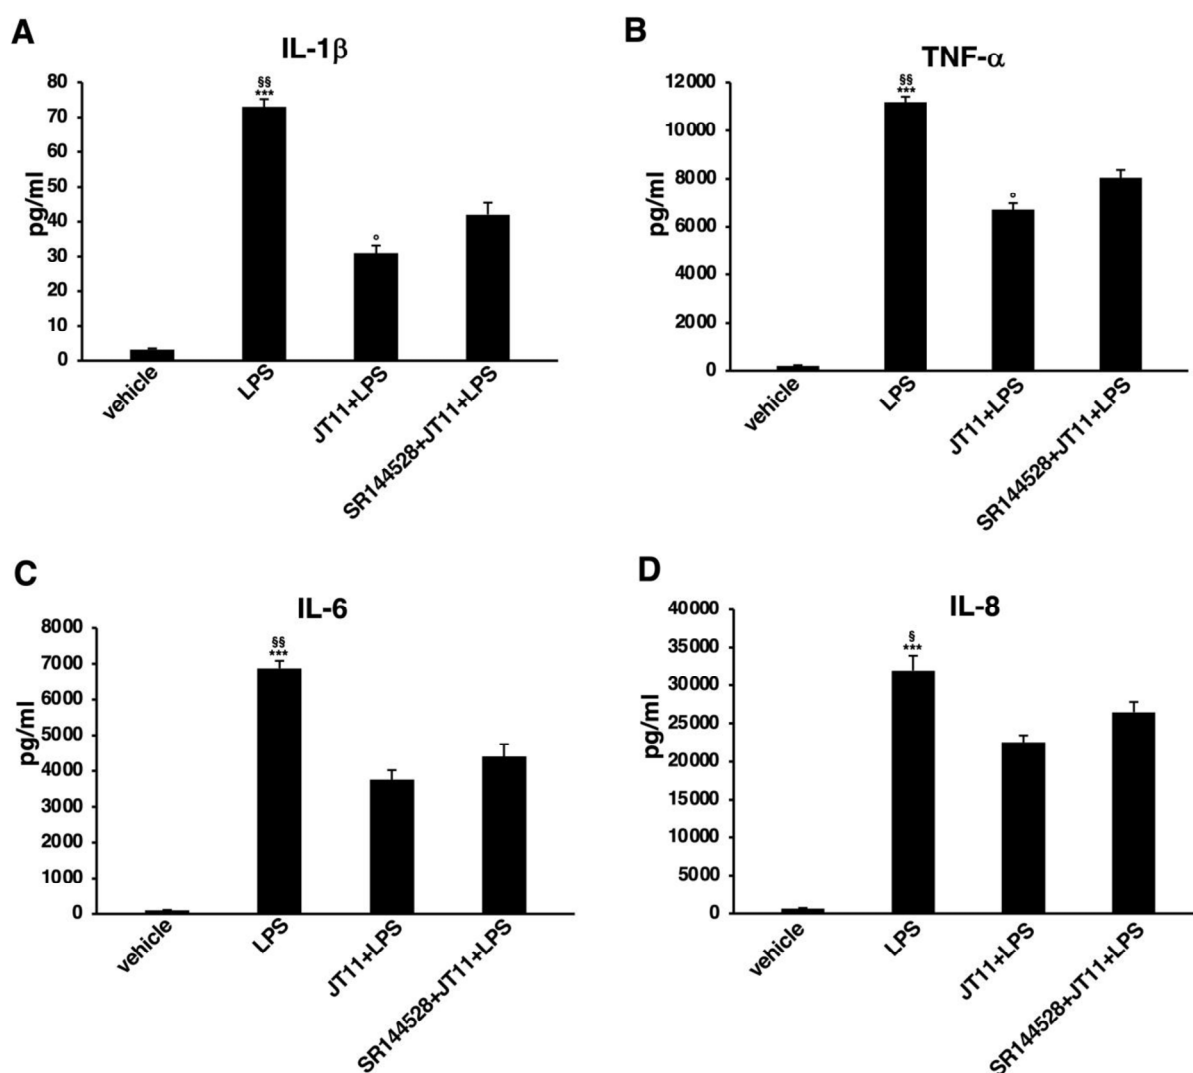 A
IL-1β
pg/ml
80
70
60
50
40
30
20
10
0
§§
***
°
vehicle
LPS
JT11+LPS
SR144528+JT11+LPS
B
TNF-α
pg/ml
12000
10000
8000
6000
4000
2000
0
§§
***
°
vehicle
LPS
JT11+LPS
SR144528+JT11+LPS
C
IL-6
pg/ml
8000
7000
6000
5000
4000
3000
2000
1000
0
§§
***
vehicle
LPS
JT11+LPS
SR144528+JT11+LPS
D
IL-8
pg/ml
40000
35000
30000
25000
20000
15000
10000
5000
0
§
***
vehicle
LPS
JT11+LPS
SR144528+JT11+LPS